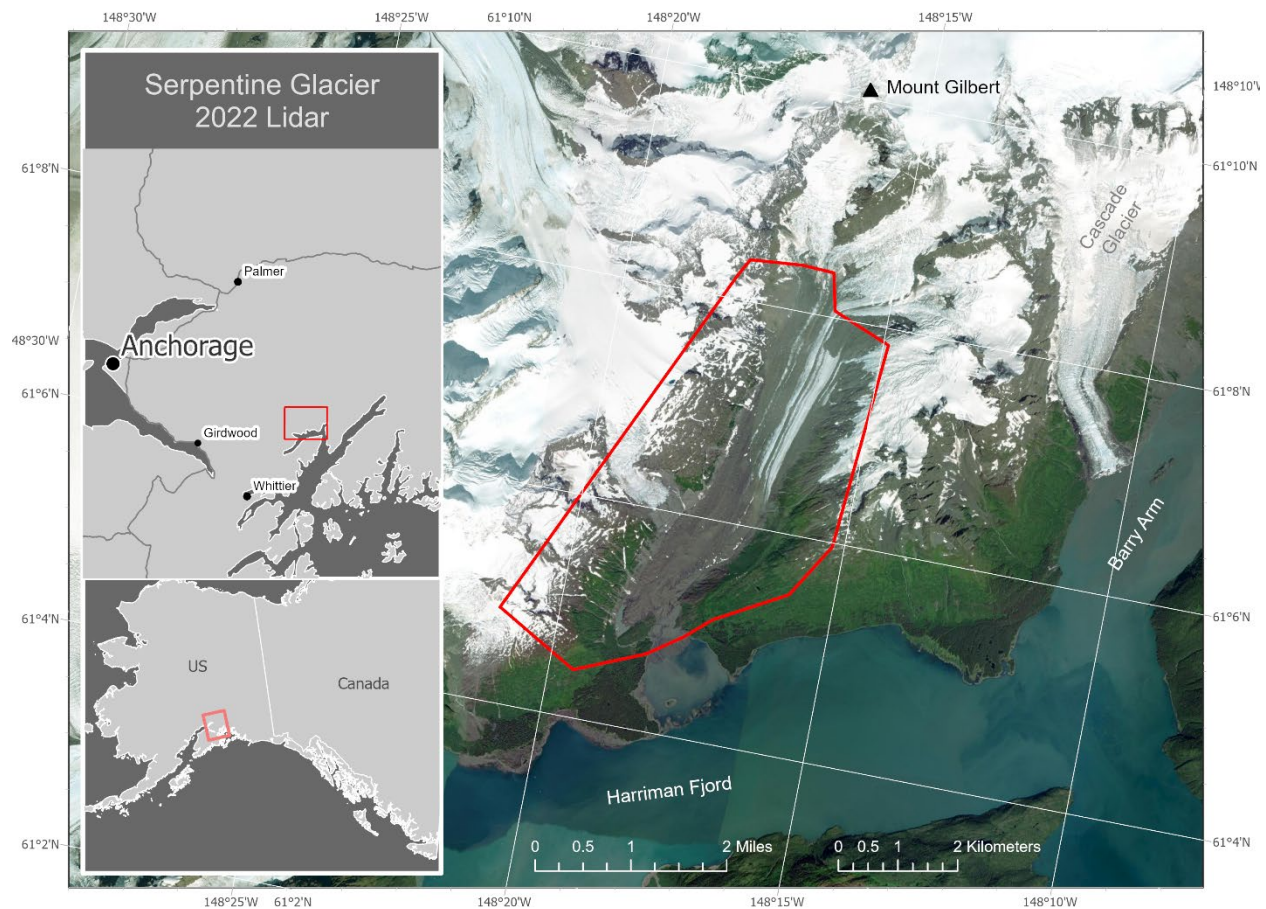 148°30'W
148°25'W
61°10'N
148°20'W
148°15'W
148°10'W
61°10'N
61°8'N
61°6'N
61°4'N
61°8'N
148°30'W
61°6'N
61°4'N
61°2'N
148°25'W
61°2'N
148°20'W
148°15'W
148°10'W
Serpentine Glacier
2022 Lidar
Palmer
Anchorage
Girdwood
Whittier
US
Canada
Mount Gilbert
Cascade
Glacier
Barry Arm
Harriman Fjord
0 0.5 1 2 Miles
0 0.5 1 2 Kilometers